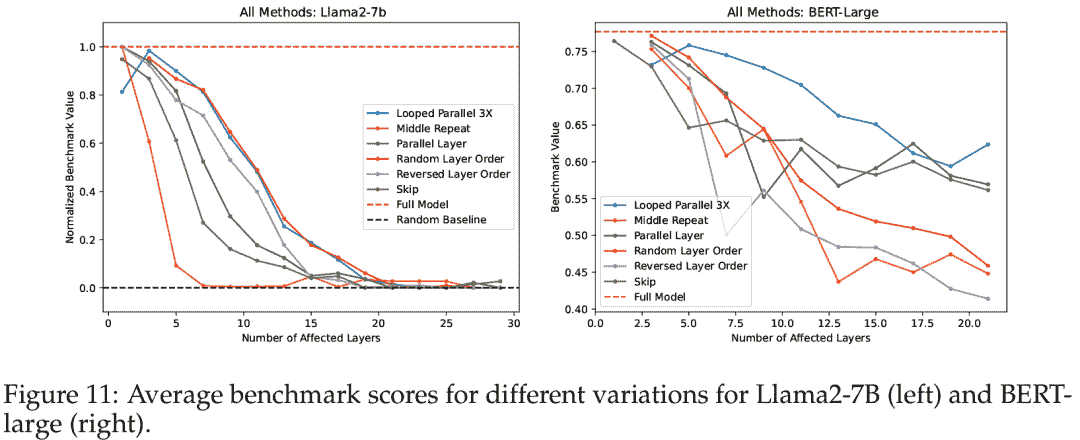 All Methods: Llama2-7b
Normalized Benchmark Value
1.0
0.8
0.6
0.4
0.2
0.0
0 5 10 15 20 25 30
Number of Affected Layers
Looped Parallel 3X
Middle Repeat
Parallel Layer
Random Layer Order
Reversed Layer Order
Skip
Full Model
Random Baseline
All Methods: BERT-Large
Benchmark Value
0.75
0.70
0.65
0.60
0.55
0.50
0.45
0.40
0.0 2.5 5.0 7.5 10.0 12.5 15.0 17.5 20.0
Number of Affected Layers
Looped Parallel 3X
Middle Repeat
Parallel Layer
Random Layer Order
Reversed Layer Order
Skip
Full Model
Figure 11: Average benchmark scores for different variations for Llama2-7B (left) and BERT-
large (right).